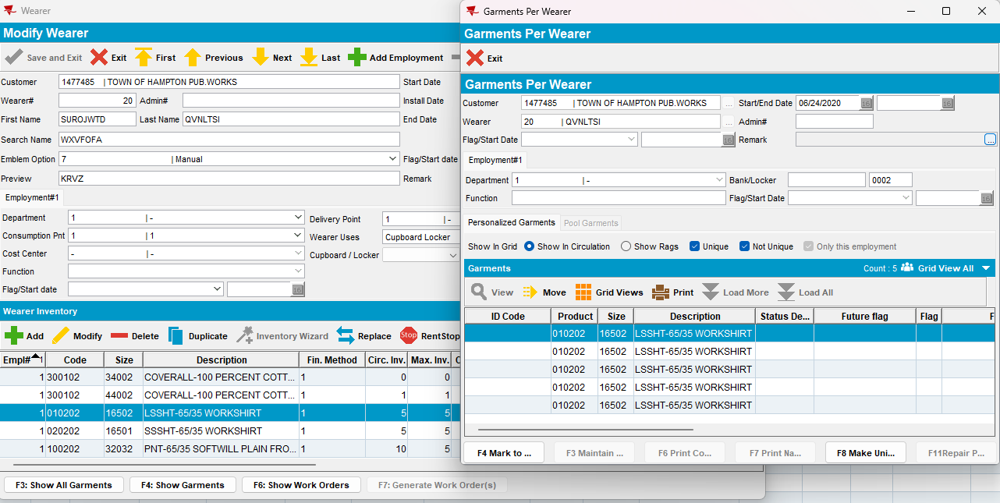 Wearer
Modify Wearer
Save and Exit Exit First Previous Next Last Add Employment
Customer 1477485 | TOWN OF HAMPTON PUB.WORKS Start Date
Wearer# 20 Admin# Install Date
First Name SUROJWTD Last Name QVNLTSI End Date
Search Name WXVFOFA
Emblem Option 7 | Manual Flag/Start date
Preview KRVZ Remark
Employment#1
Department 1 | - Delivery Point 1 | -
Consumption Pnt 1 | 1 Wearer Uses Cupboard Locker
Cost Center - | - Cupboard / Locker
Function
Flag/Start date 16
Wearer Inventory
Add Modify Delete Duplicate Inventory Wizard Replace Stop RentStop
Empl# 1 Code Size Description Fin. Method Circ. Inv. Max. Inv. C
1 300102 34002 COVERALL-100 PERCENT COTT... 1 0 0
1 300102 44002 COVERALL-100 PERCENT COTT... 1 1 1
1 010202 16502 LSSHT-65/35 WORKSHIRT 1 5 5
1 020202 16501 SSSHT-65/35 WORKSHIRT 1 5 5
1 100202 32032 PNT-65/35 SOFTWILL PLAIN FRO... 1 10 5
F3: Show All Garments F4: Show Garments F6: Show Work Orders F7: Generate Work Order(s)
Garments Per Wearer
Garments Per Wearer
Exit
Garments Per Wearer
Customer 1477485 | TOWN OF HAMPTON PUB.WORKS ... Start/End Date 06/24/2020 16 16
Wearer 20 | QVNLTSI ... Admin#
Flag/Start Date 16 Remark ...
Employment#1
Department 1 | - Bank/Locker 0002
Function Flag/Start Date 16
Personalized Garments Pool Garments
Show In Grid Show In Circulation Show Rags Unique Not Unique Only this employment
Garments Count : 5 Grid View All
View Move Grid Views Print Load More Load All
ID Code Product Size Description Status De... Future flag Flag F
010202 16502 LSSHT-65/35 WORKSHIRT
010202 16502 LSSHT-65/35 WORKSHIRT
010202 16502 LSSHT-65/35 WORKSHIRT
010202 16502 LSSHT-65/35 WORKSHIRT
010202 16502 LSSHT-65/35 WORKSHIRT
F4 Mark to ... F3 Maintain ... F6 Print Co... F7 Print Na... F8 Make Uni... F11Repair P...